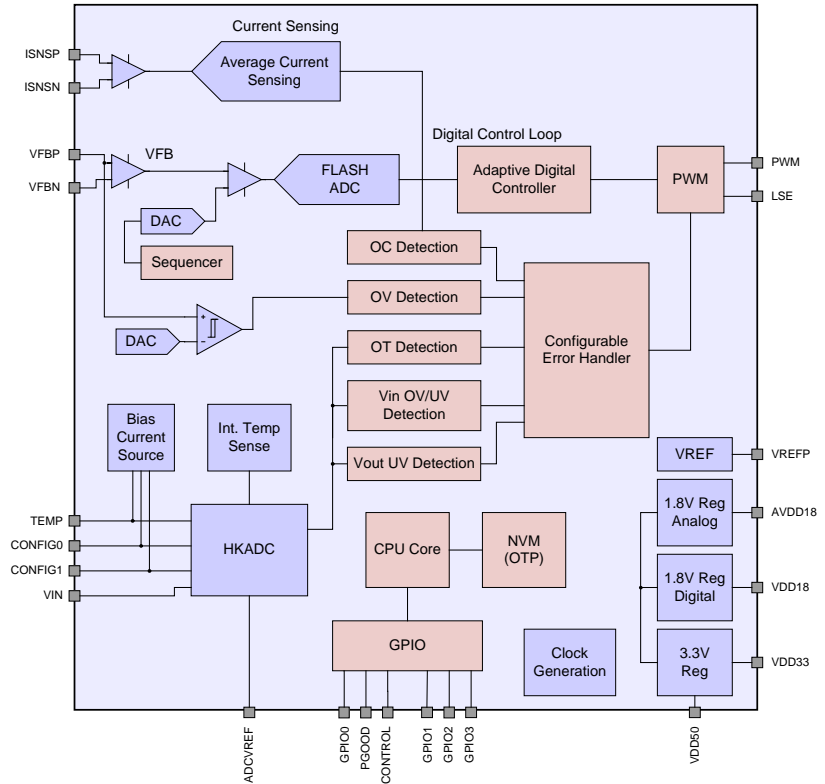 Current Sensing
ISNSP
ISNSN
Average Current
Sensing
VFBP
VFBN
VFB
FLASH
ADC
Digital Control Loop
Adaptive Digital
Controller
PWM
PWM
LSE
DAC
Sequencer
OC Detection
OV Detection
+
-
DAC
OT Detection
Configurable
Error Handler
Vin OV/UV
Detection
Vout UV Detection
Bias
Current
Source
Int. Temp
Sense
VREF
VREFP
TEMP
CONFIG0
CONFIG1
VIN
HKADC
CPU Core
NVM
(OTP)
1.8V Reg
Analog
AVDD18
1.8V Reg
Digital
VDD18
GPIO
Clock
Generation
3.3V
Reg
VDD33
ADCVREF
GPIO0
PGOOD
CONTROL
GPIO1
GPIO2
GPIO3
VDD50